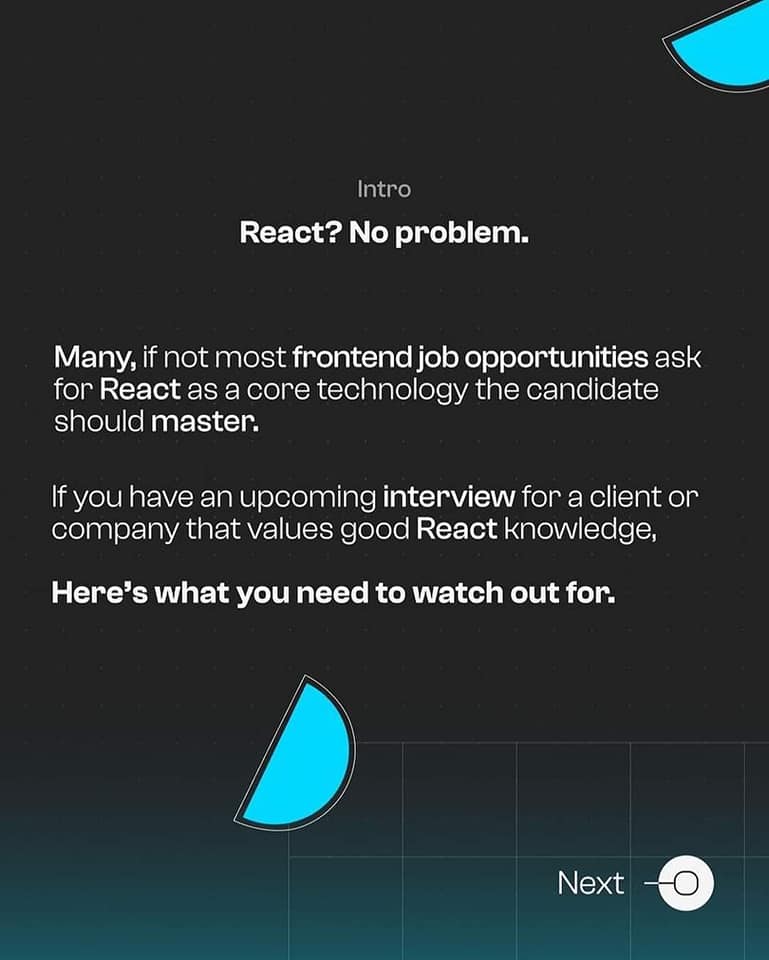 Intro
React? No problem.
Many, if not most frontend job opportunities ask
for React as a core technology the candidate
should master.
If you have an upcoming interview for a client or
company that values good React knowledge,
Here’s what you need to watch out for.
Next